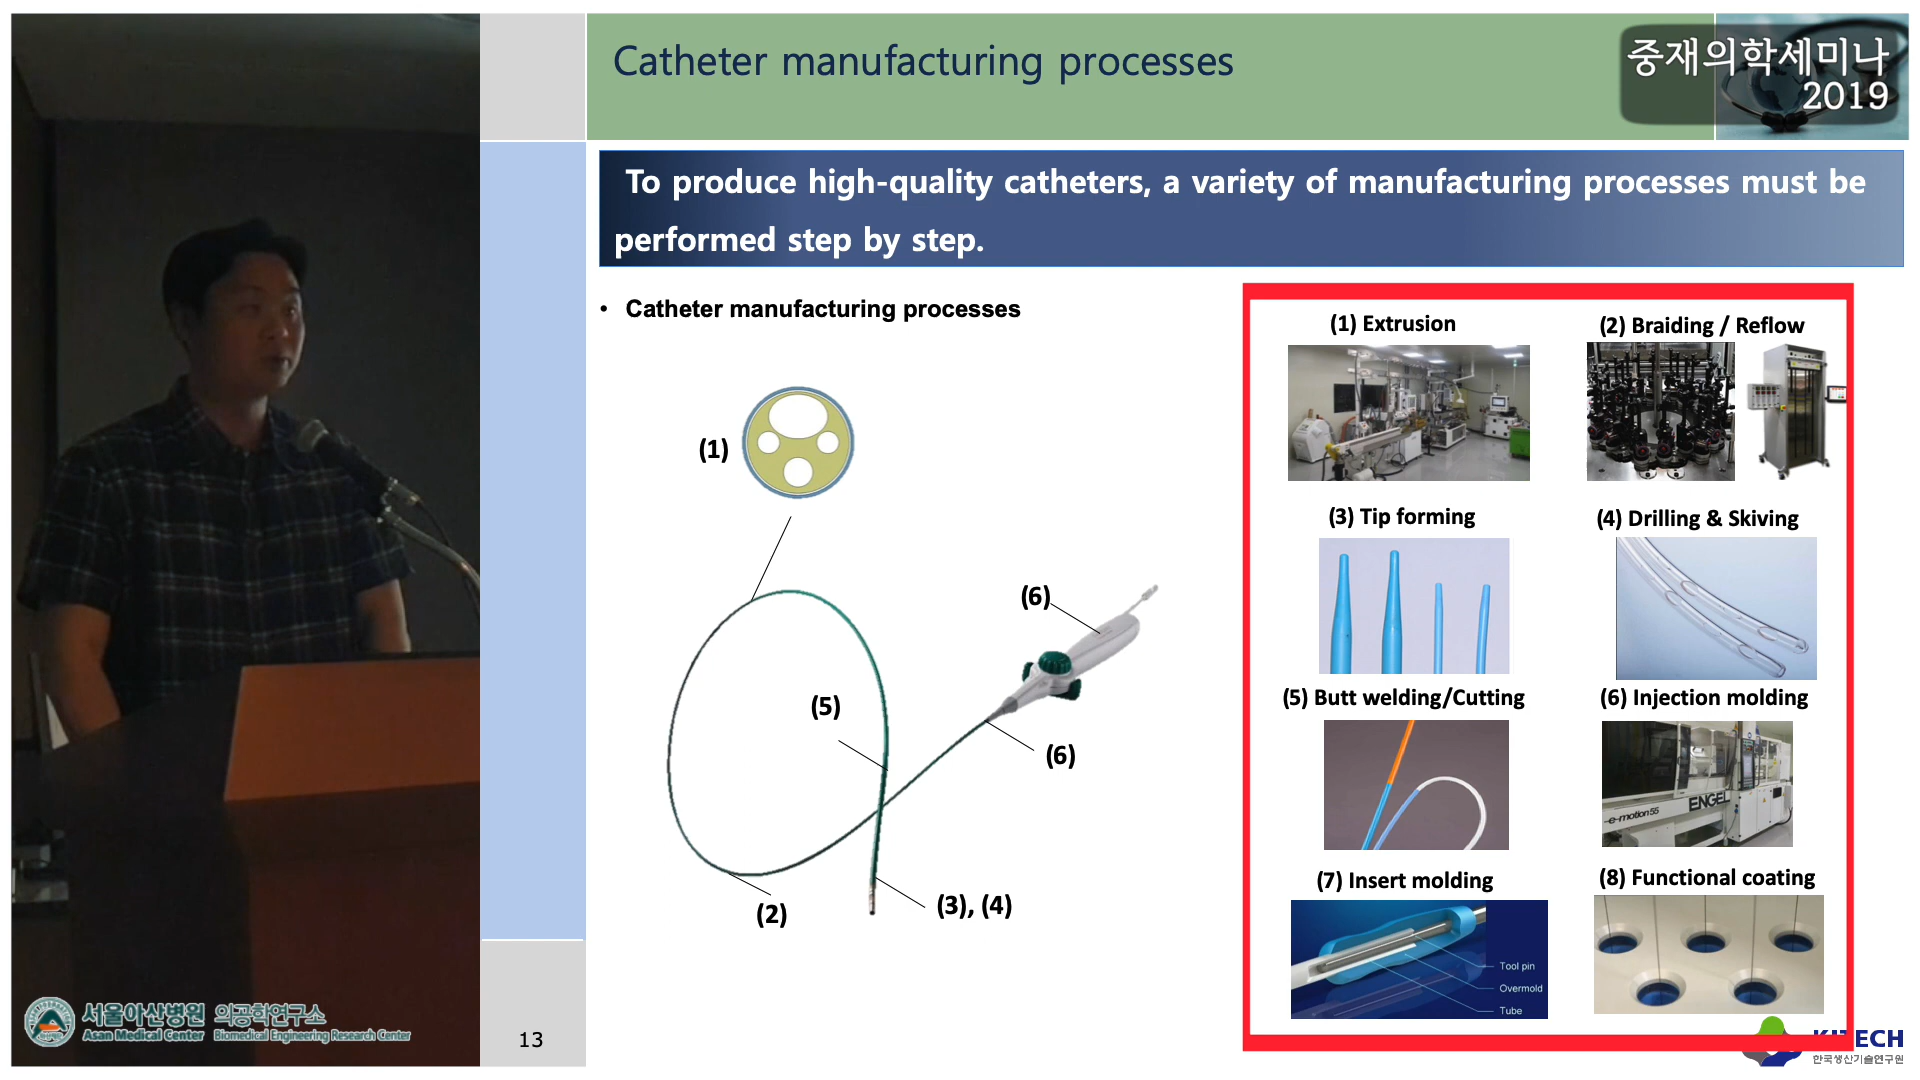 Catheter manufacturing processes
중재의학세미나
2019
To produce high-quality catheters, a variety of manufacturing processes must be
performed step by step.
• Catheter manufacturing processes
(1)
(5)
(6)
(6)
(2)
(3), (4)
(1) Extrusion
(2) Braiding / Reflow
(3) Tip forming
(4) Drilling & Skiving
(5) Butt welding/Cutting
(6) Injection molding
ENGEL
e-motion 55
(7) Insert molding
Tool pin
Overmold
Tube
(8) Functional coating
서울아산병원 의공학연구소
Asan Medical Center Biomedical Engineering Research Center
13
KITECH
한국생산기술연구원